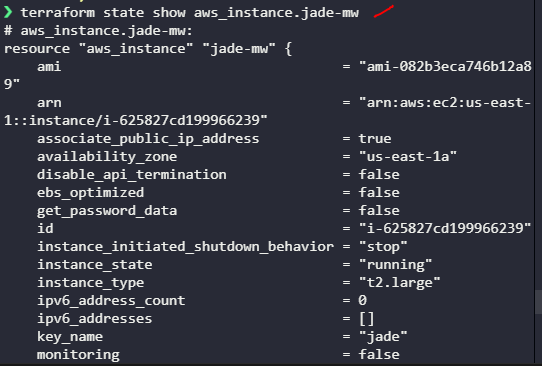 ❯ terraform state show aws_instance.jade-mw
# aws_instance.jade-mw:
resource "aws_instance" "jade-mw" {
    ami                                  = "ami-082b3eca746b12a8
9"
    arn                                  = "arn:aws:ec2:us-east-
1::instance/i-625827cd199966239"
    associate_public_ip_address          = true
    availability_zone                    = "us-east-1a"
    disable_api_termination              = false
    ebs_optimized                        = false
    get_password_data                    = false
    id                                   = "i-625827cd199966239"
    instance_initiated_shutdown_behavior = "stop"
    instance_state                       = "running"
    instance_type                        = "t2.large"
    ipv6_address_count                   = 0
    ipv6_addresses                       = []
    key_name                             = "jade"
    monitoring                           = false